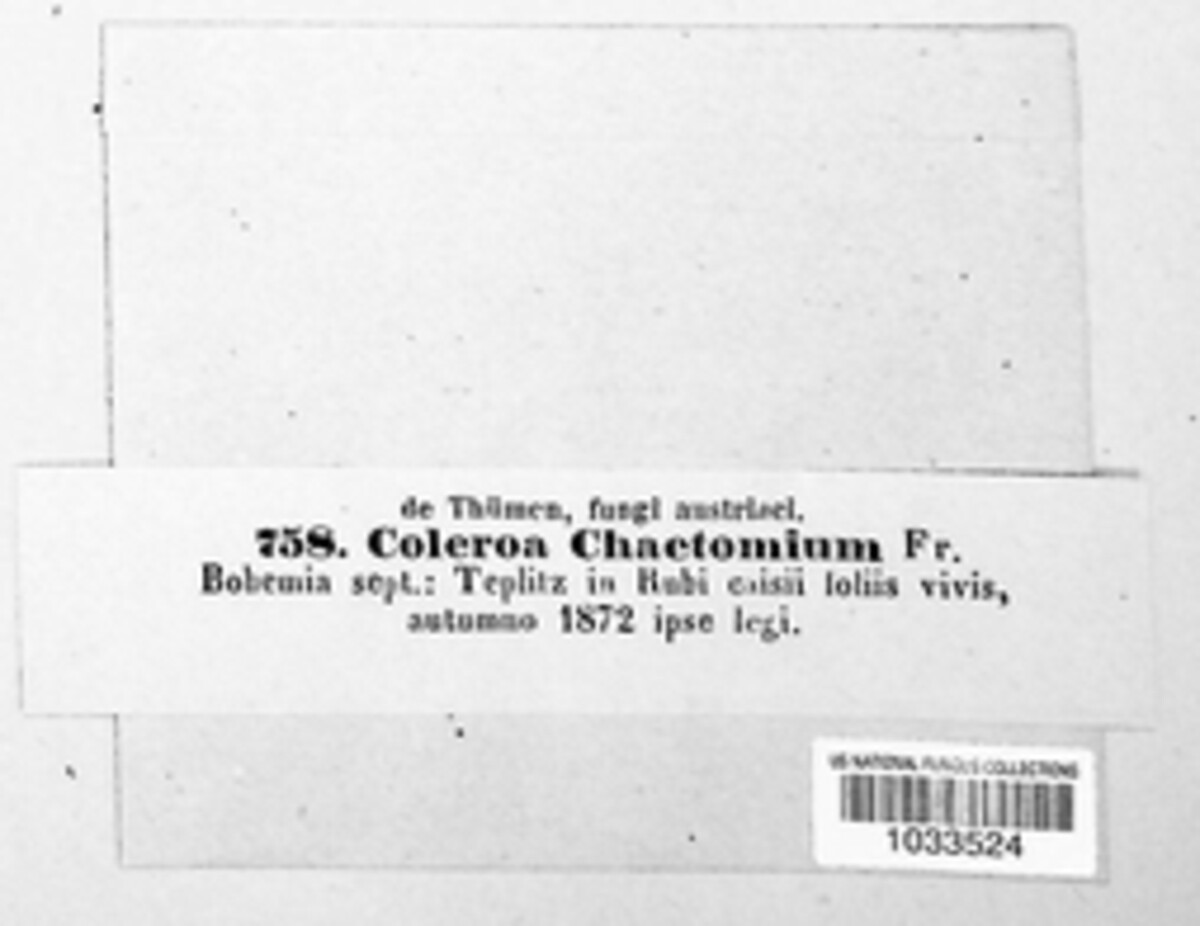 de Thümen, fungi austriaci.
758. Coleroa Chaetomium Fr.
Bohemia sept.: Teplitz in Rubi caisii foliis vivis,
autumno 1872 ipse legi.
US NATIONAL FUNGUS COLLECTIONS
1033524